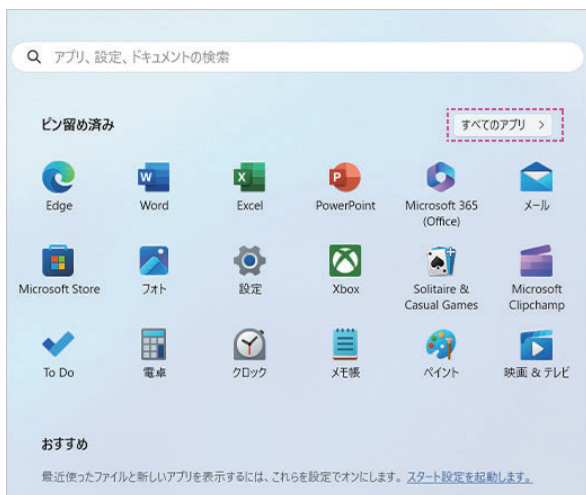 アプリ、設定、ドキュメントの検索
ピン留め済み
すべてのアプリ >
Edge
Word
Excel
PowerPoint
Microsoft 365
(Office)
メール
Microsoft Store
フォト
設定
Xbox
Solitaire &
Casual Games
Microsoft
Clipchamp
To Do
電卓
クロック
メモ帳
ペイント
映画 & テレビ
おすすめ
最近使ったファイルと新しいアプリを表示するには、これらを設定でオンにします。 スタート設定を起動します。